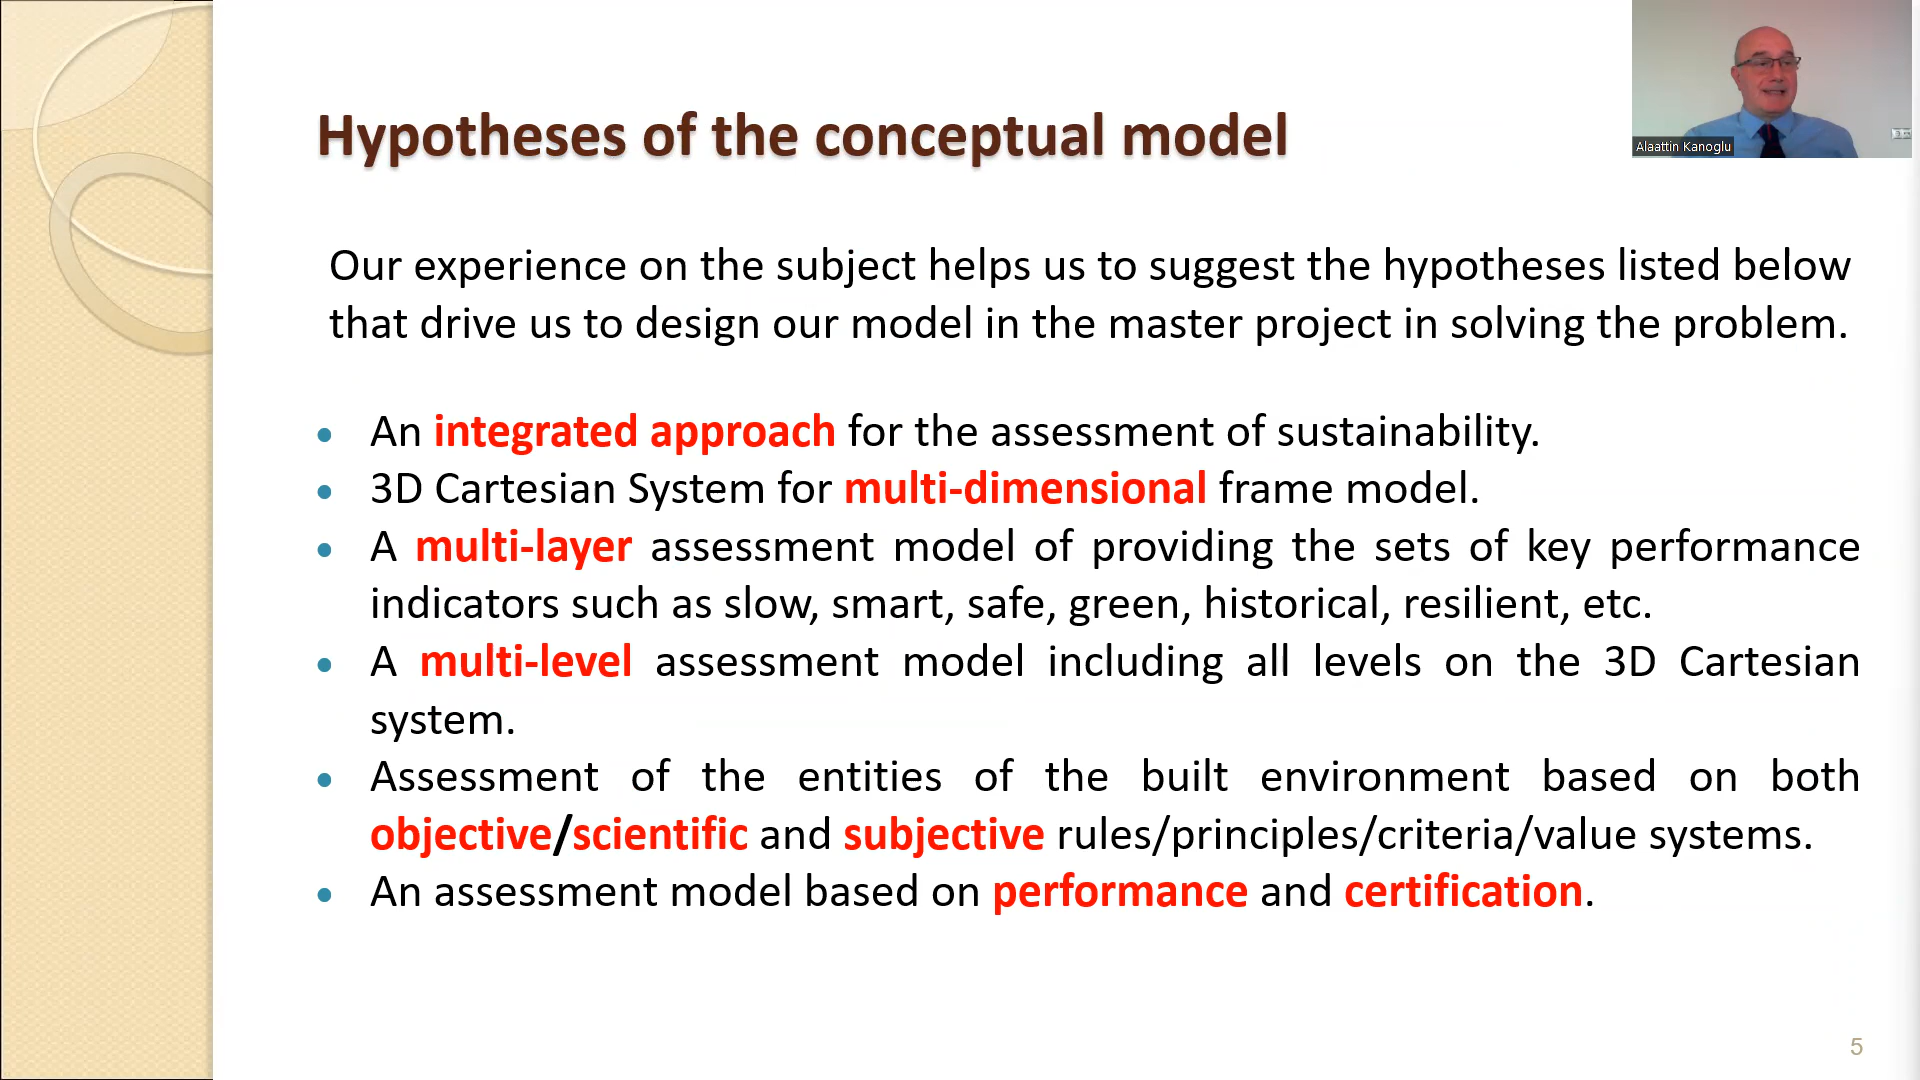 Hypotheses of the conceptual model
Alaattin Kanoglu
Our experience on the subject helps us to suggest the hypotheses listed below
that drive us to design our model in the master project in solving the problem.
• An integrated approach for the assessment of sustainability.
• 3D Cartesian System for multi-dimensional frame model.
• A multi-layer assessment model of providing the sets of key performance
indicators such as slow, smart, safe, green, historical, resilient, etc.
• A multi-level assessment model including all levels on the 3D Cartesian
system.
• Assessment of the entities of the built environment based on both
objective/scientific and subjective rules/principles/criteria/value systems.
• An assessment model based on performance and certification.
5